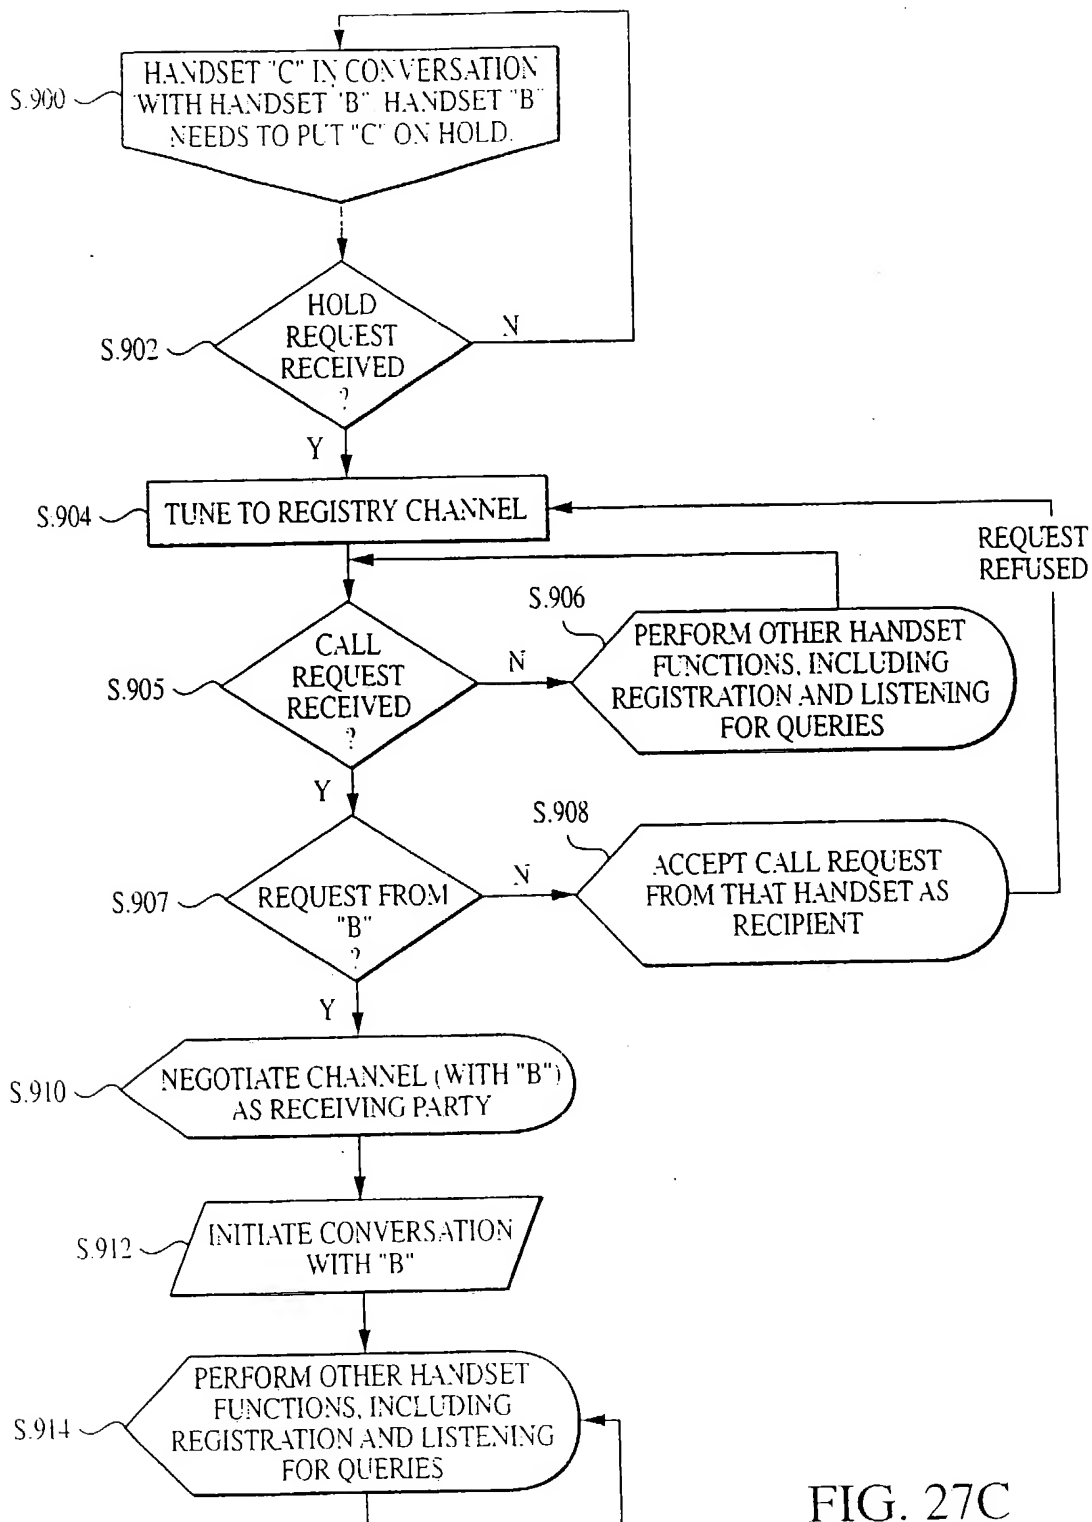 HANDSET "C" IN CONVERSATION
S.900
WITH HANDSET "B". HANDSET "B"
NEEDS TO PUT "C" ON HOLD.
HOLD
REQUEST
RECEIVED
?
S.902
N
Y
S.904
TUNE TO REGISTRY CHANNEL
REQUEST
REFUSED
CALL
REQUEST
RECEIVED
?
S.905
N
S.906
PERFORM OTHER HANDSET
FUNCTIONS, INCLUDING
REGISTRATION AND LISTENING
FOR QUERIES
Y
REQUEST FROM
"B"
?
S.907
N
S.908
ACCEPT CALL REQUEST
FROM THAT HANDSET AS
RECIPIENT
Y
S.910
NEGOTIATE CHANNEL (WITH "B")
AS RECEIVING PARTY
S.912
INITIATE CONVERSATION
WITH "B"
S.914
PERFORM OTHER HANDSET
FUNCTIONS, INCLUDING
REGISTRATION AND LISTENING
FOR QUERIES
FIG. 27C